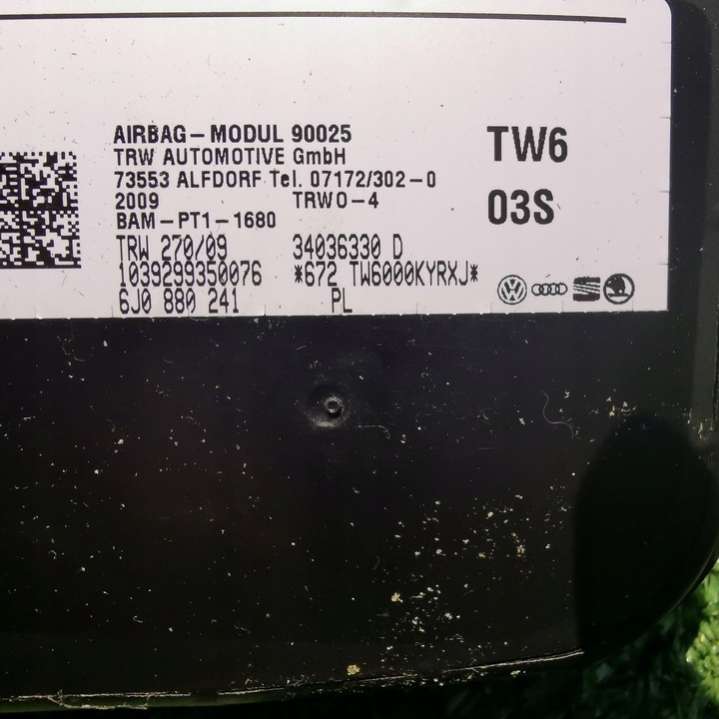 AIRBAG-MODUL 90025
TRW AUTOMOTIVE GmbH
73553 ALFDORF Tel. 07172/302-0
2009 TRWO-4
BAM-PT1-1680
TRW 270/09 34036330 D
1039299350076 *672 TW6000KYRXJ*
6J0 880 241 PL
TW6
03S